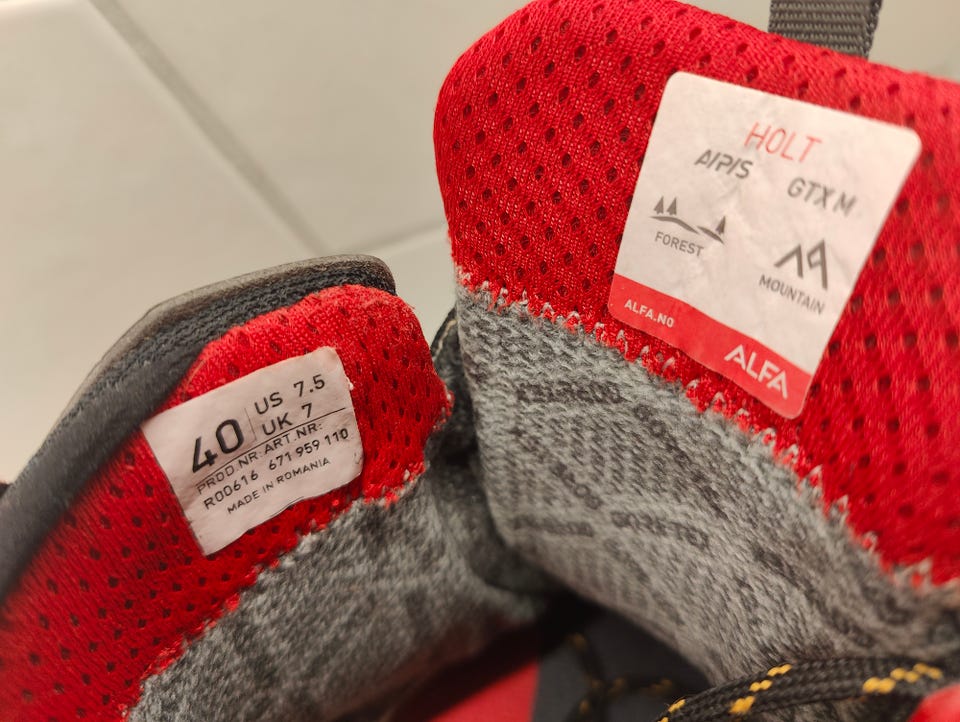 40 US 7.5
UK 7
PROD.NR: ART.NR:
R00616 671 959 110
MADE IN ROMANIA
HOLT
A/P/S GTX M
FOREST
MOUNTAIN
ALFA.NO
ALFA